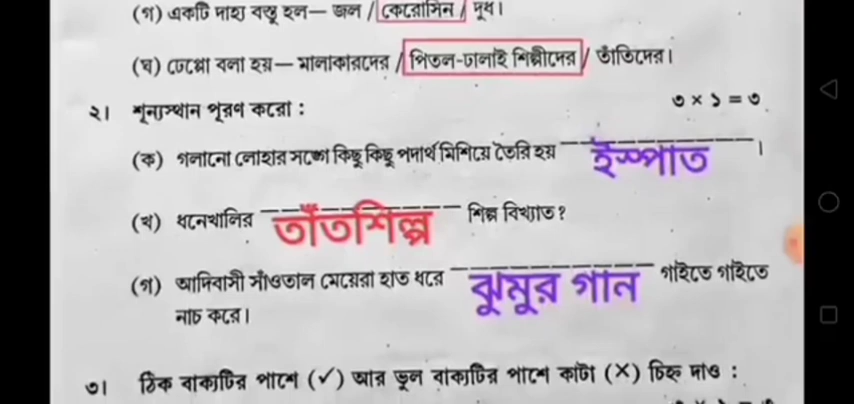 (গ) একটি দাহ্য বস্তু হল— জল / কেরোসিন / দুধ।
(ঘ) ঢেপ্পো বলা হয়— মালাকারদের / পিতল-ঢালাই শিল্পীদের / তাঁতিদের।
২। শূন্যস্থান পূরণ করো : ৩ × ১ = ৩
(ক) গলানো লোহার সঙ্গে কিছু কিছু পদার্থ মিশিয়ে তৈরি হয় ইস্পাত ।
(খ) ধনেখালির তাঁতশিল্প শিল্প বিখ্যাত?
(গ) আদিবাসী সাঁওতাল মেয়েরা হাত ধরে ঝুমুর গান গাইতে গাইতে
নাচ করে।
৩। ঠিক বাক্যটির পাশে (✓) আর ভুল বাক্যটির পাশে কাটা (×) চিহ্ন দাও :